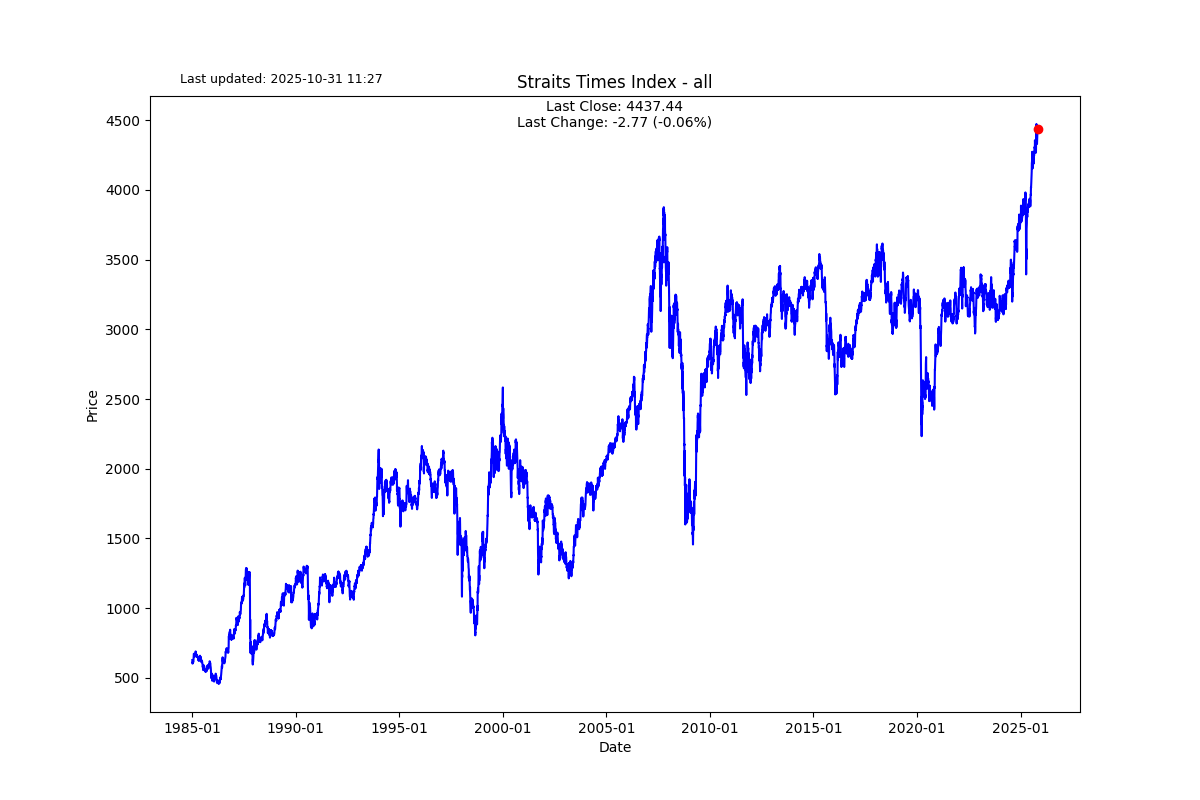 Last updated: 2025-10-31 11:27
Straits Times Index - all
Last Close: 4437.44
Last Change: -2.77 (-0.06%)
4500
4000
3500
3000
2500
2000
1500
1000
500
Price
1985-01 1990-01 1995-01 2000-01 2005-01 2010-01 2015-01 2020-01 2025-01
Date